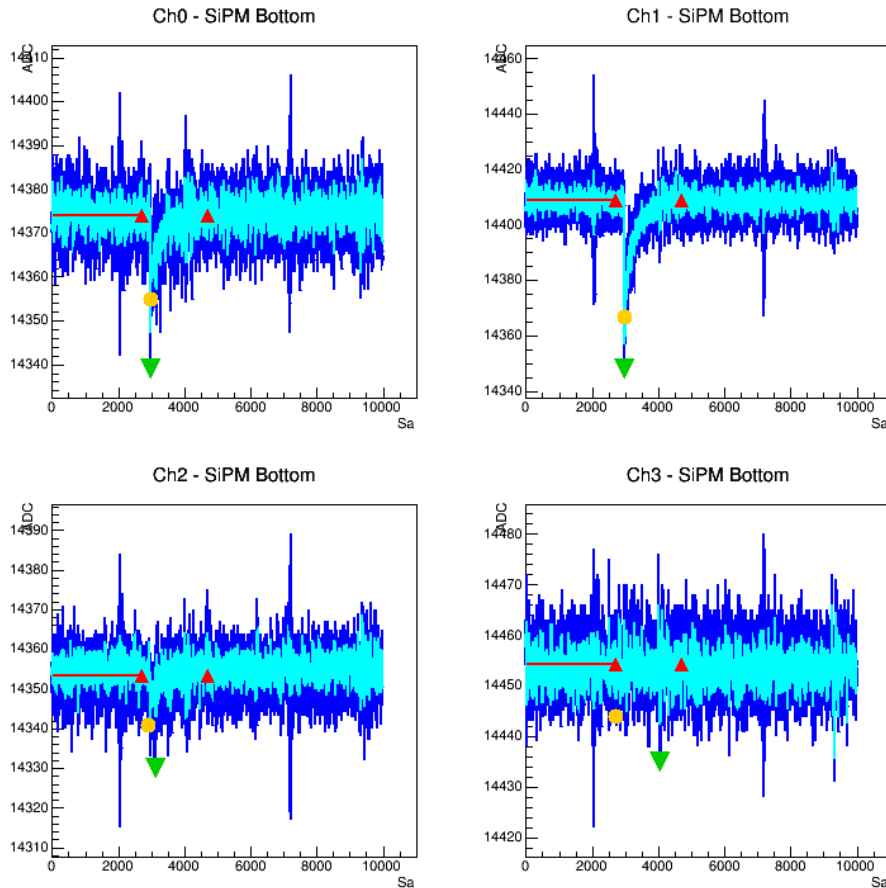 Ch0 - SiPM Bottom
ADC
14410
14400
14390
14380
14370
14360
14350
14340
0 2000 4000 6000 8000 10000
Sa
Ch1 - SiPM Bottom
ADC
14460
14440
14420
14400
14380
14360
14340
0 2000 4000 6000 8000 10000
Sa
Ch2 - SiPM Bottom
ADC
14390
14380
14370
14360
14350
14340
14330
14320
14310
0 2000 4000 6000 8000 10000
Sa
Ch3 - SiPM Bottom
ADC
14480
14470
14460
14450
14440
14430
14420
0 2000 4000 6000 8000 10000
Sa